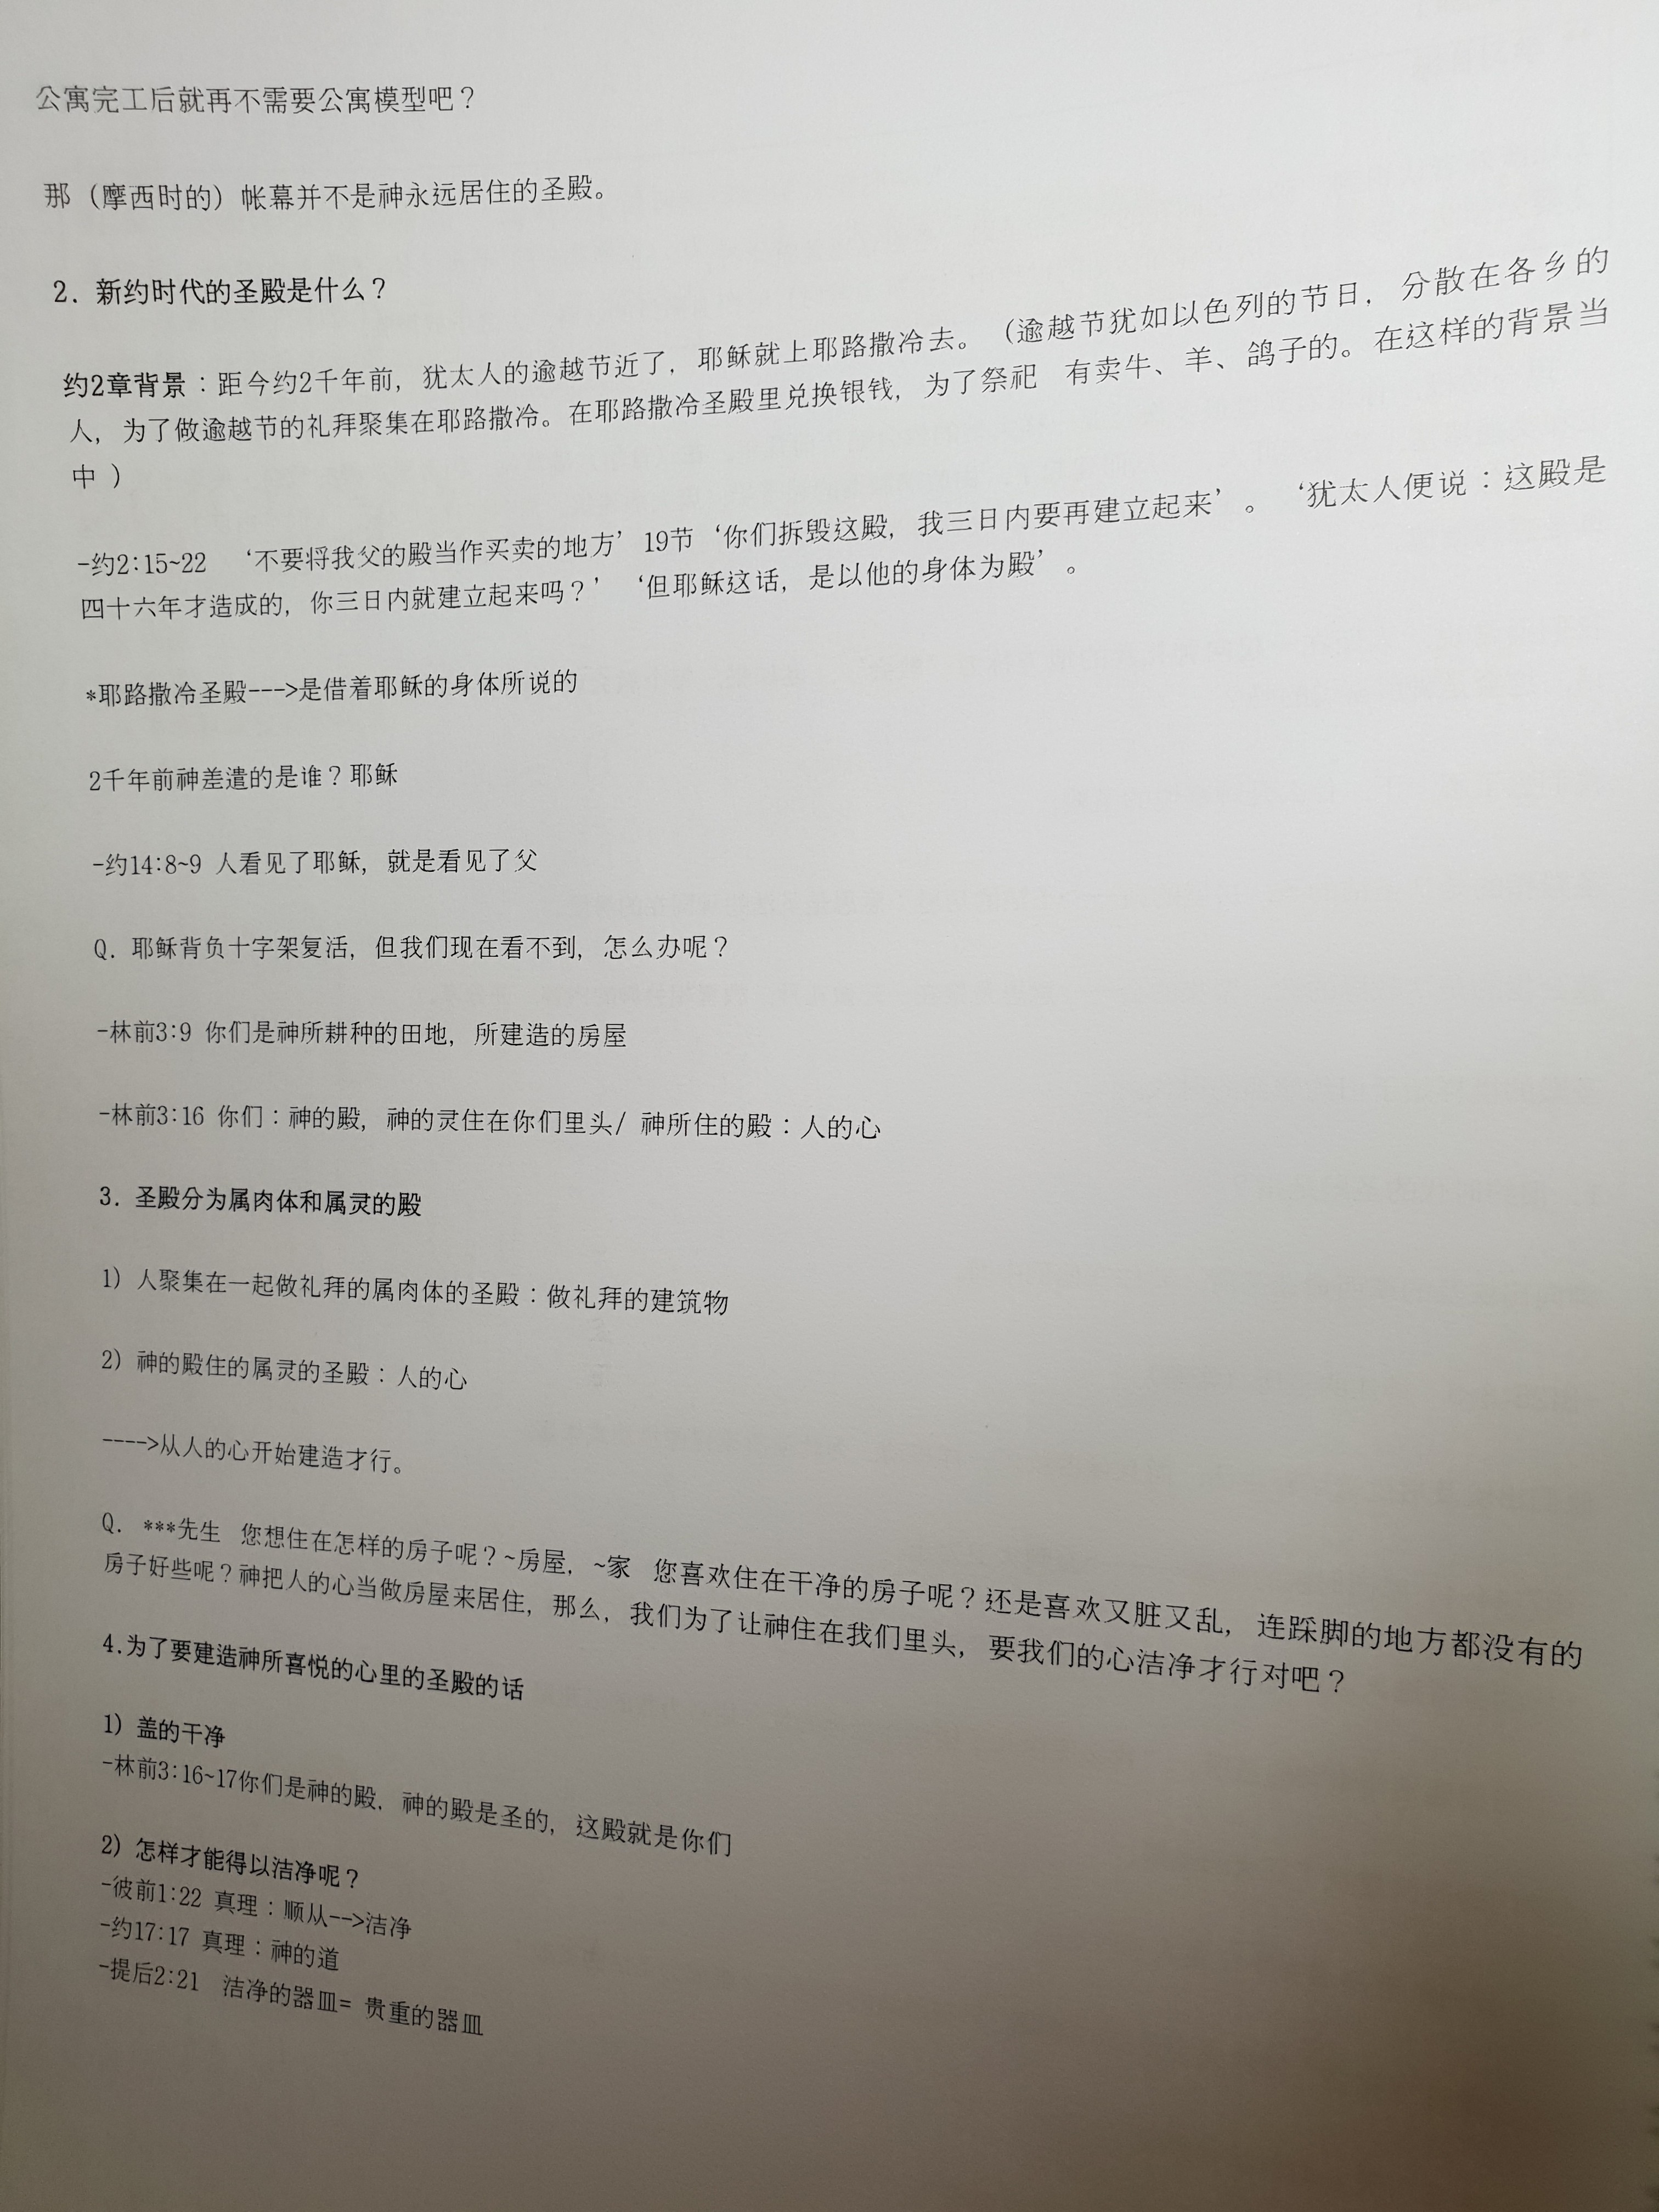 公寓完工后就再不需要公寓模型吧？
那（摩西时的）帐幕并不是神永远居住的圣殿。
2. 新约时代的圣殿是什么？
约2章背景：距今约2千年前，犹太人的逾越节近了，耶稣就上耶路撒冷去。（逾越节犹如以色列的节日，分散在各乡的
人，为了做逾越节的礼拜聚集在耶路撒冷。在耶路撒冷圣殿里兑换银钱，为了祭祀 有卖牛、羊、鸽子的。在这样的背景当
中 ）
-约2:15~22 ‘不要将我父的殿当作买卖的地方’ 19节‘你们拆毁这殿，我三日内要再建立起来’。 ‘犹太人便说：这殿是
四十六年才造成的，你三日内就建立起来吗？’ ‘但耶稣这话，是以他的身体为殿’。
*耶路撒冷圣殿--->是借着耶稣的身体所说的
2千年前神差遣的是谁？耶稣
-约14:8~9 人看见了耶稣，就是看见了父
Q. 耶稣背负十字架复活，但我们现在看不到，怎么办呢？
-林前3:9 你们是神所耕种的田地，所建造的房屋
-林前3:16 你们：神的殿，神的灵住在你们里头/ 神所住的殿：人的心
3. 圣殿分为属肉体和属灵的殿
1) 人聚集在一起做礼拜的属肉体的圣殿：做礼拜的建筑物
2) 神的殿住的属灵的圣殿：人的心
---->从人的心开始建造才行。
Q. ***先生 您想住在怎样的房子呢？~房屋，~家 您喜欢住在干净的房子呢？还是喜欢又脏又乱，连踩脚的地方都没有的
房子好些呢？神把人的心当做房屋来居住，那么，我们为了让神住在我们里头，要我们的心洁净才行对吧？
4.为了要建造神所喜悦的心里的圣殿的话
1) 盖的干净
-林前3:16~17你们是神的殿，神的殿是圣的，这殿就是你们
2) 怎样才能得以洁净呢？
-彼前1:22 真理：顺从-->洁净
-约17:17 真理：神的道
-提后2:21 洁净的器皿= 贵重的器皿